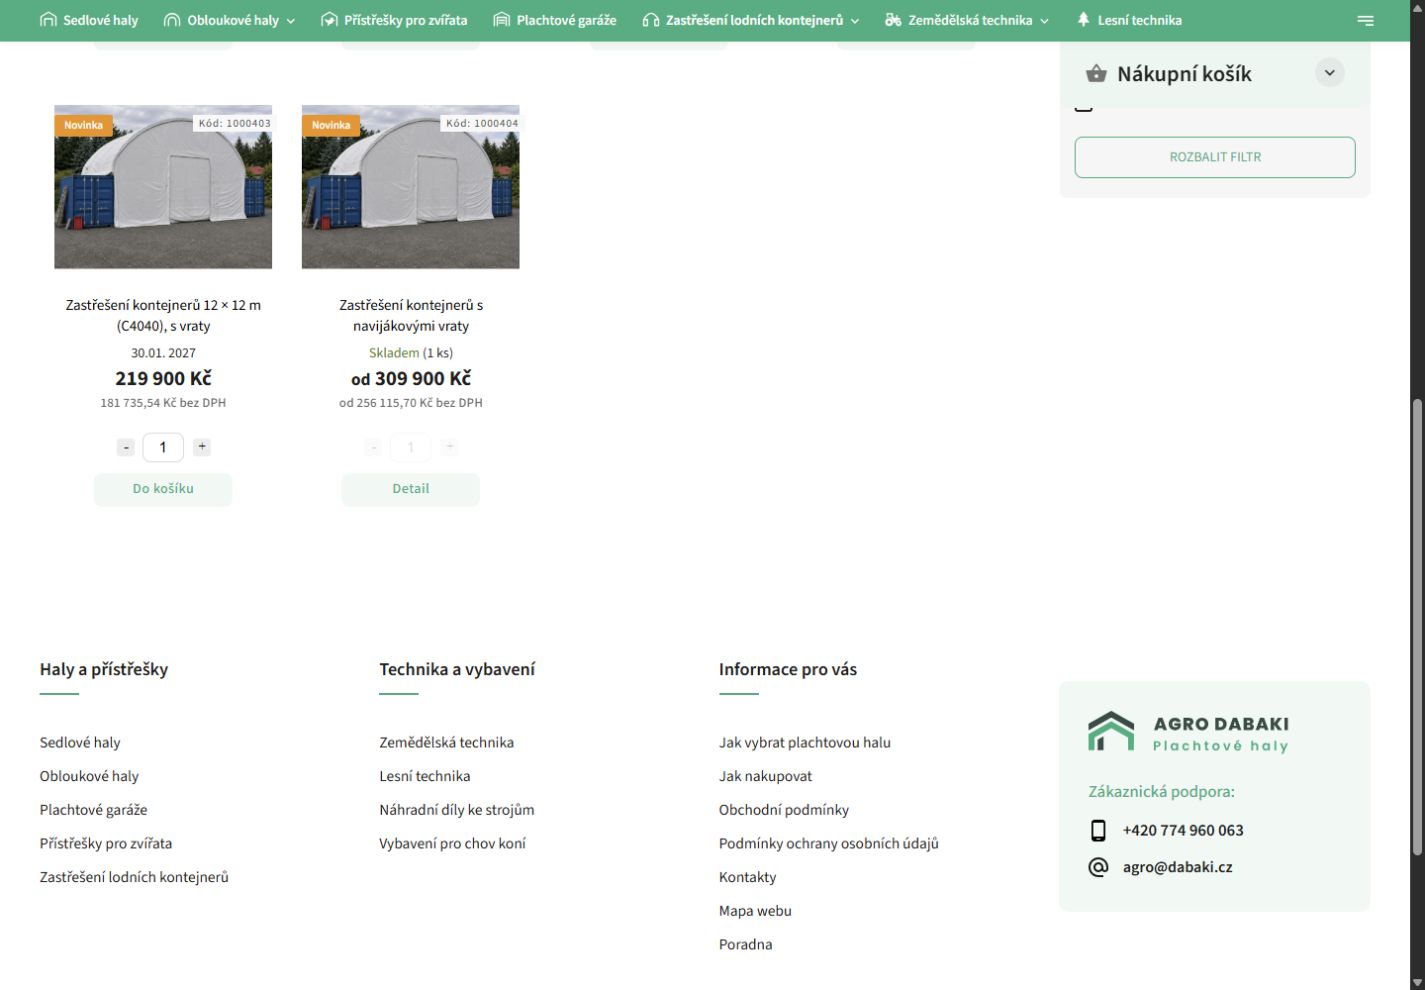 Sedlové haly
Obloukové haly
Přístřešky pro zvířata
Plachtové garáže
Zastřešení lodních kontejnerů
Zemědělská technika
Lesní technika
Nákupní košík
ROZBALIT FILTR
Novinka
Kód: 1000403
Novinka
Kód: 1000404
Zastřešení kontejnerů 12 × 12 m
(C4040), s vraty
30.01. 2027
219 900 Kč
181 735,54 Kč bez DPH
- 1 +
Do košíku
Zastřešení kontejnerů s
navijákovými vraty
Skladem (1 ks)
od 309 900 Kč
od 256 115,70 Kč bez DPH
- 1 +
Detail
Haly a přístřešky
Sedlové haly
Obloukové haly
Plachtové garáže
Přístřešky pro zvířata
Zastřešení lodních kontejnerů
Technika a vybavení
Zemědělská technika
Lesní technika
Náhradní díly ke strojům
Vybavení pro chov koní
Informace pro vás
Jak vybrat plachtovou halu
Jak nakupovat
Obchodní podmínky
Podmínky ochrany osobních údajů
Kontakty
Mapa webu
Poradna
AGRO DABAKI
Plachtové haly
Zákaznická podpora:
+420 774 960 063
agro@dabaki.cz